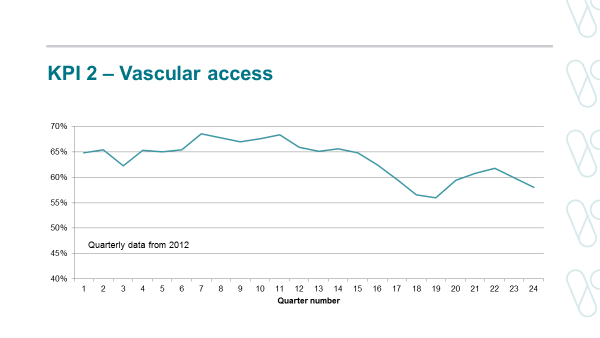 KPI 2 – Vascular access
70%
65%
60%
55%
50%
45%
40%
Quarterly data from 2012
1 2 3 4 5 6 7 8 9 10 11 12 13 14 15 16 17 18 19 20 21 22 23 24
Quarter number